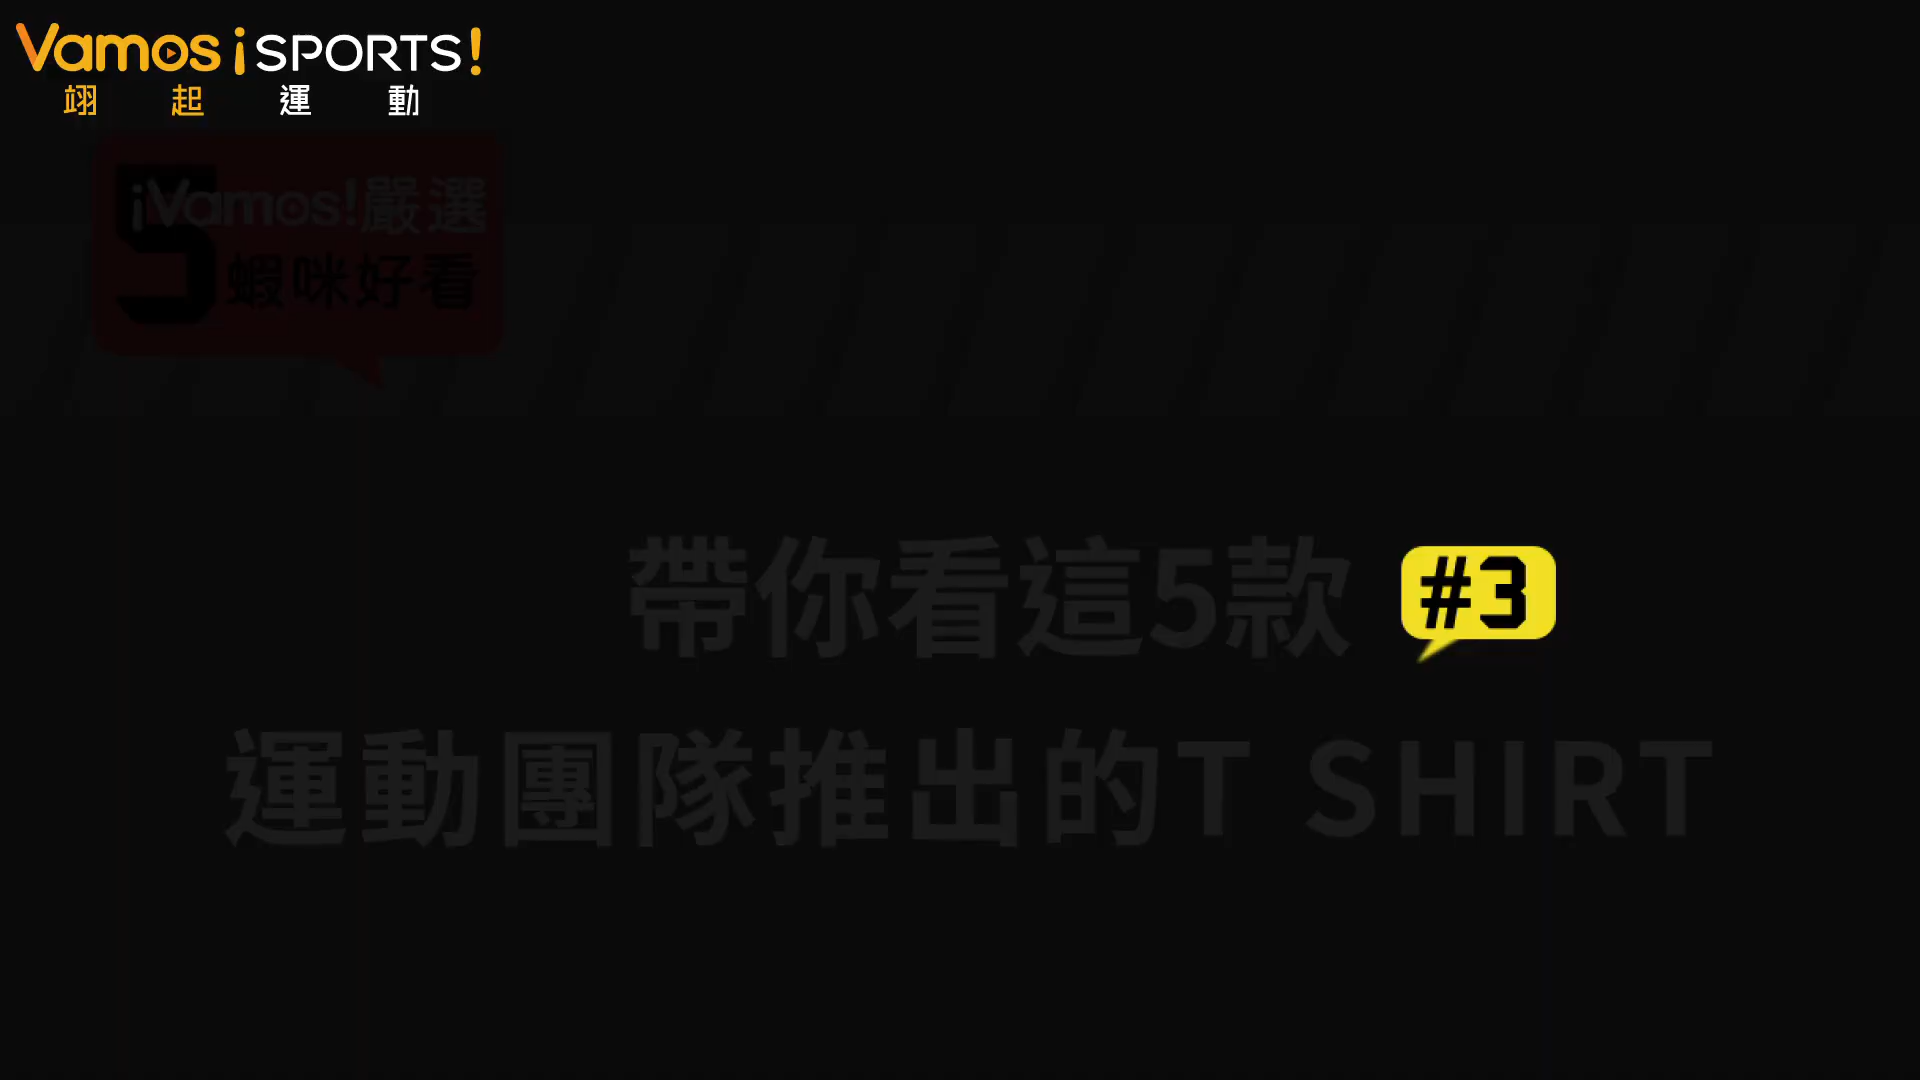 Vamos¡SPORTS!
翊起運動
¡Vamos!嚴選
5蝦咪好看
帶你看這5款 #3
運動團隊推出的T SHIRT